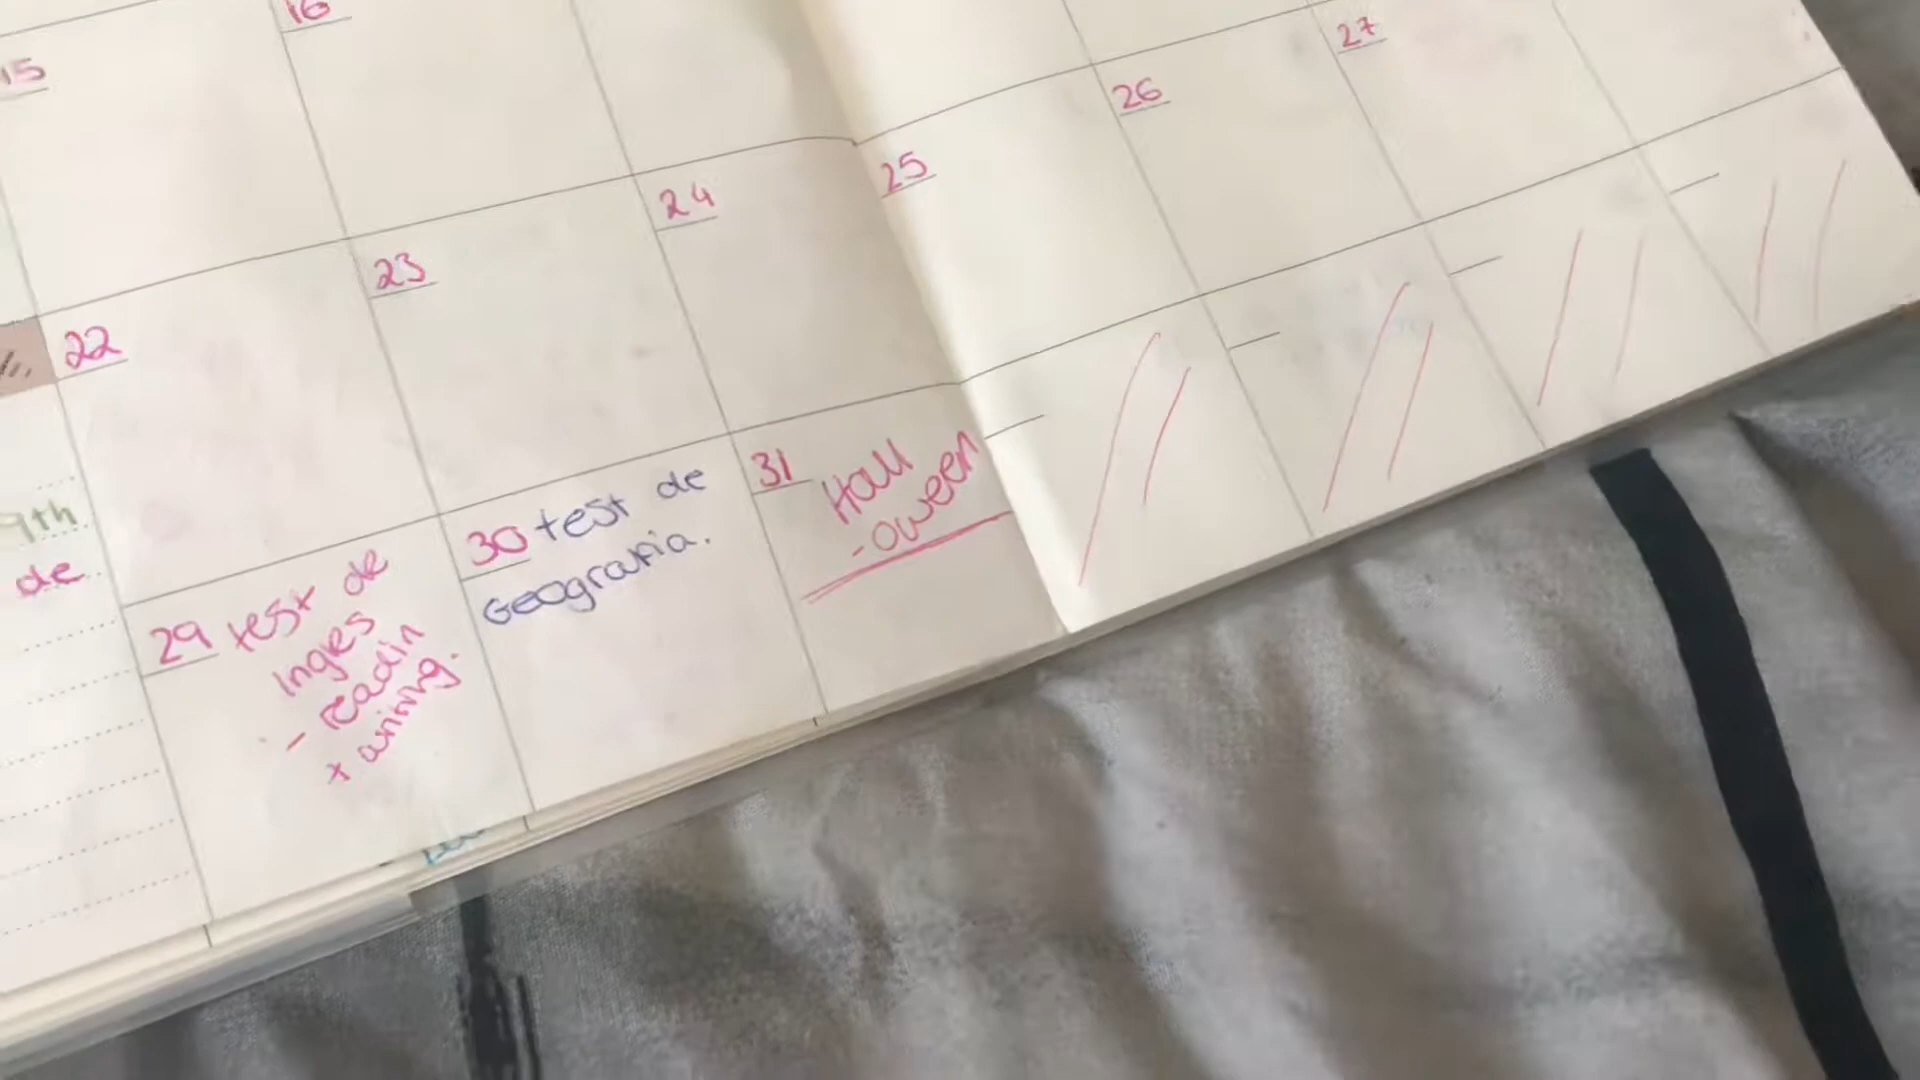 15
16
27
26
25
24
23
22
9th
de
29 test de
Ingles
- readin
x writing.
30 test de
Geografia.
31 Hall
-oween